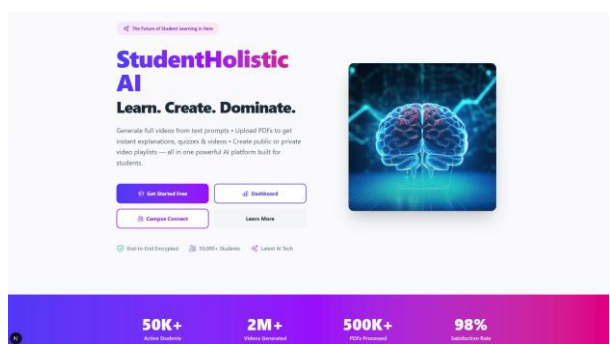 The Future of Student Learning is Here
StudentHolistic
AI
Learn. Create. Dominate.
Generate full videos from text prompts • Upload PDFs to get
instant explanations, quizzes & videos • Create public or private
video playlists — all in one powerful AI platform built for
students.
Get Started Free
Dashboard
Campus Connect
Learn More
End-to-End Encrypted
50,000+ Students
Latest AI Tech
50K+
2M+
500K+
98%
Active Students
Videos Generated
PDFs Processed
Satisfaction Rate
N